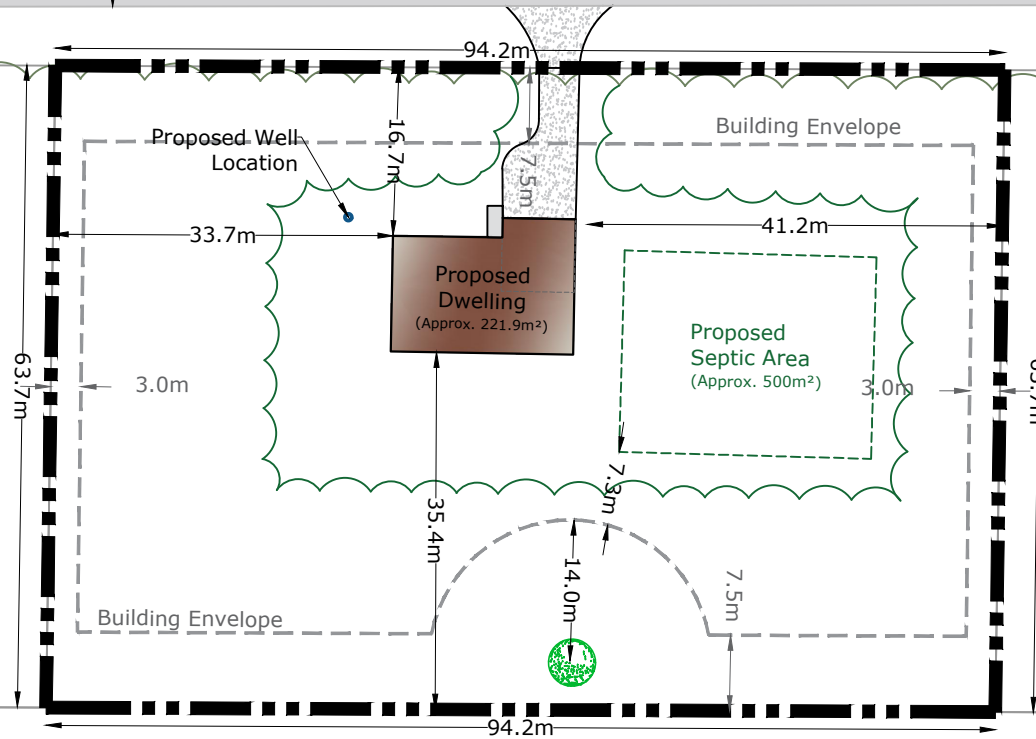 94.2m
Building Envelope
Proposed Well
Location
16.7m
7.5m
33.7m
41.2m
Proposed
Dwelling
(Approx. 221.9m²)
Proposed
Septic Area
(Approx. 500m²)
63.7m
3.0m
3.0m
7.3m
35.4m
14.0m
7.5m
Building Envelope
94.2m